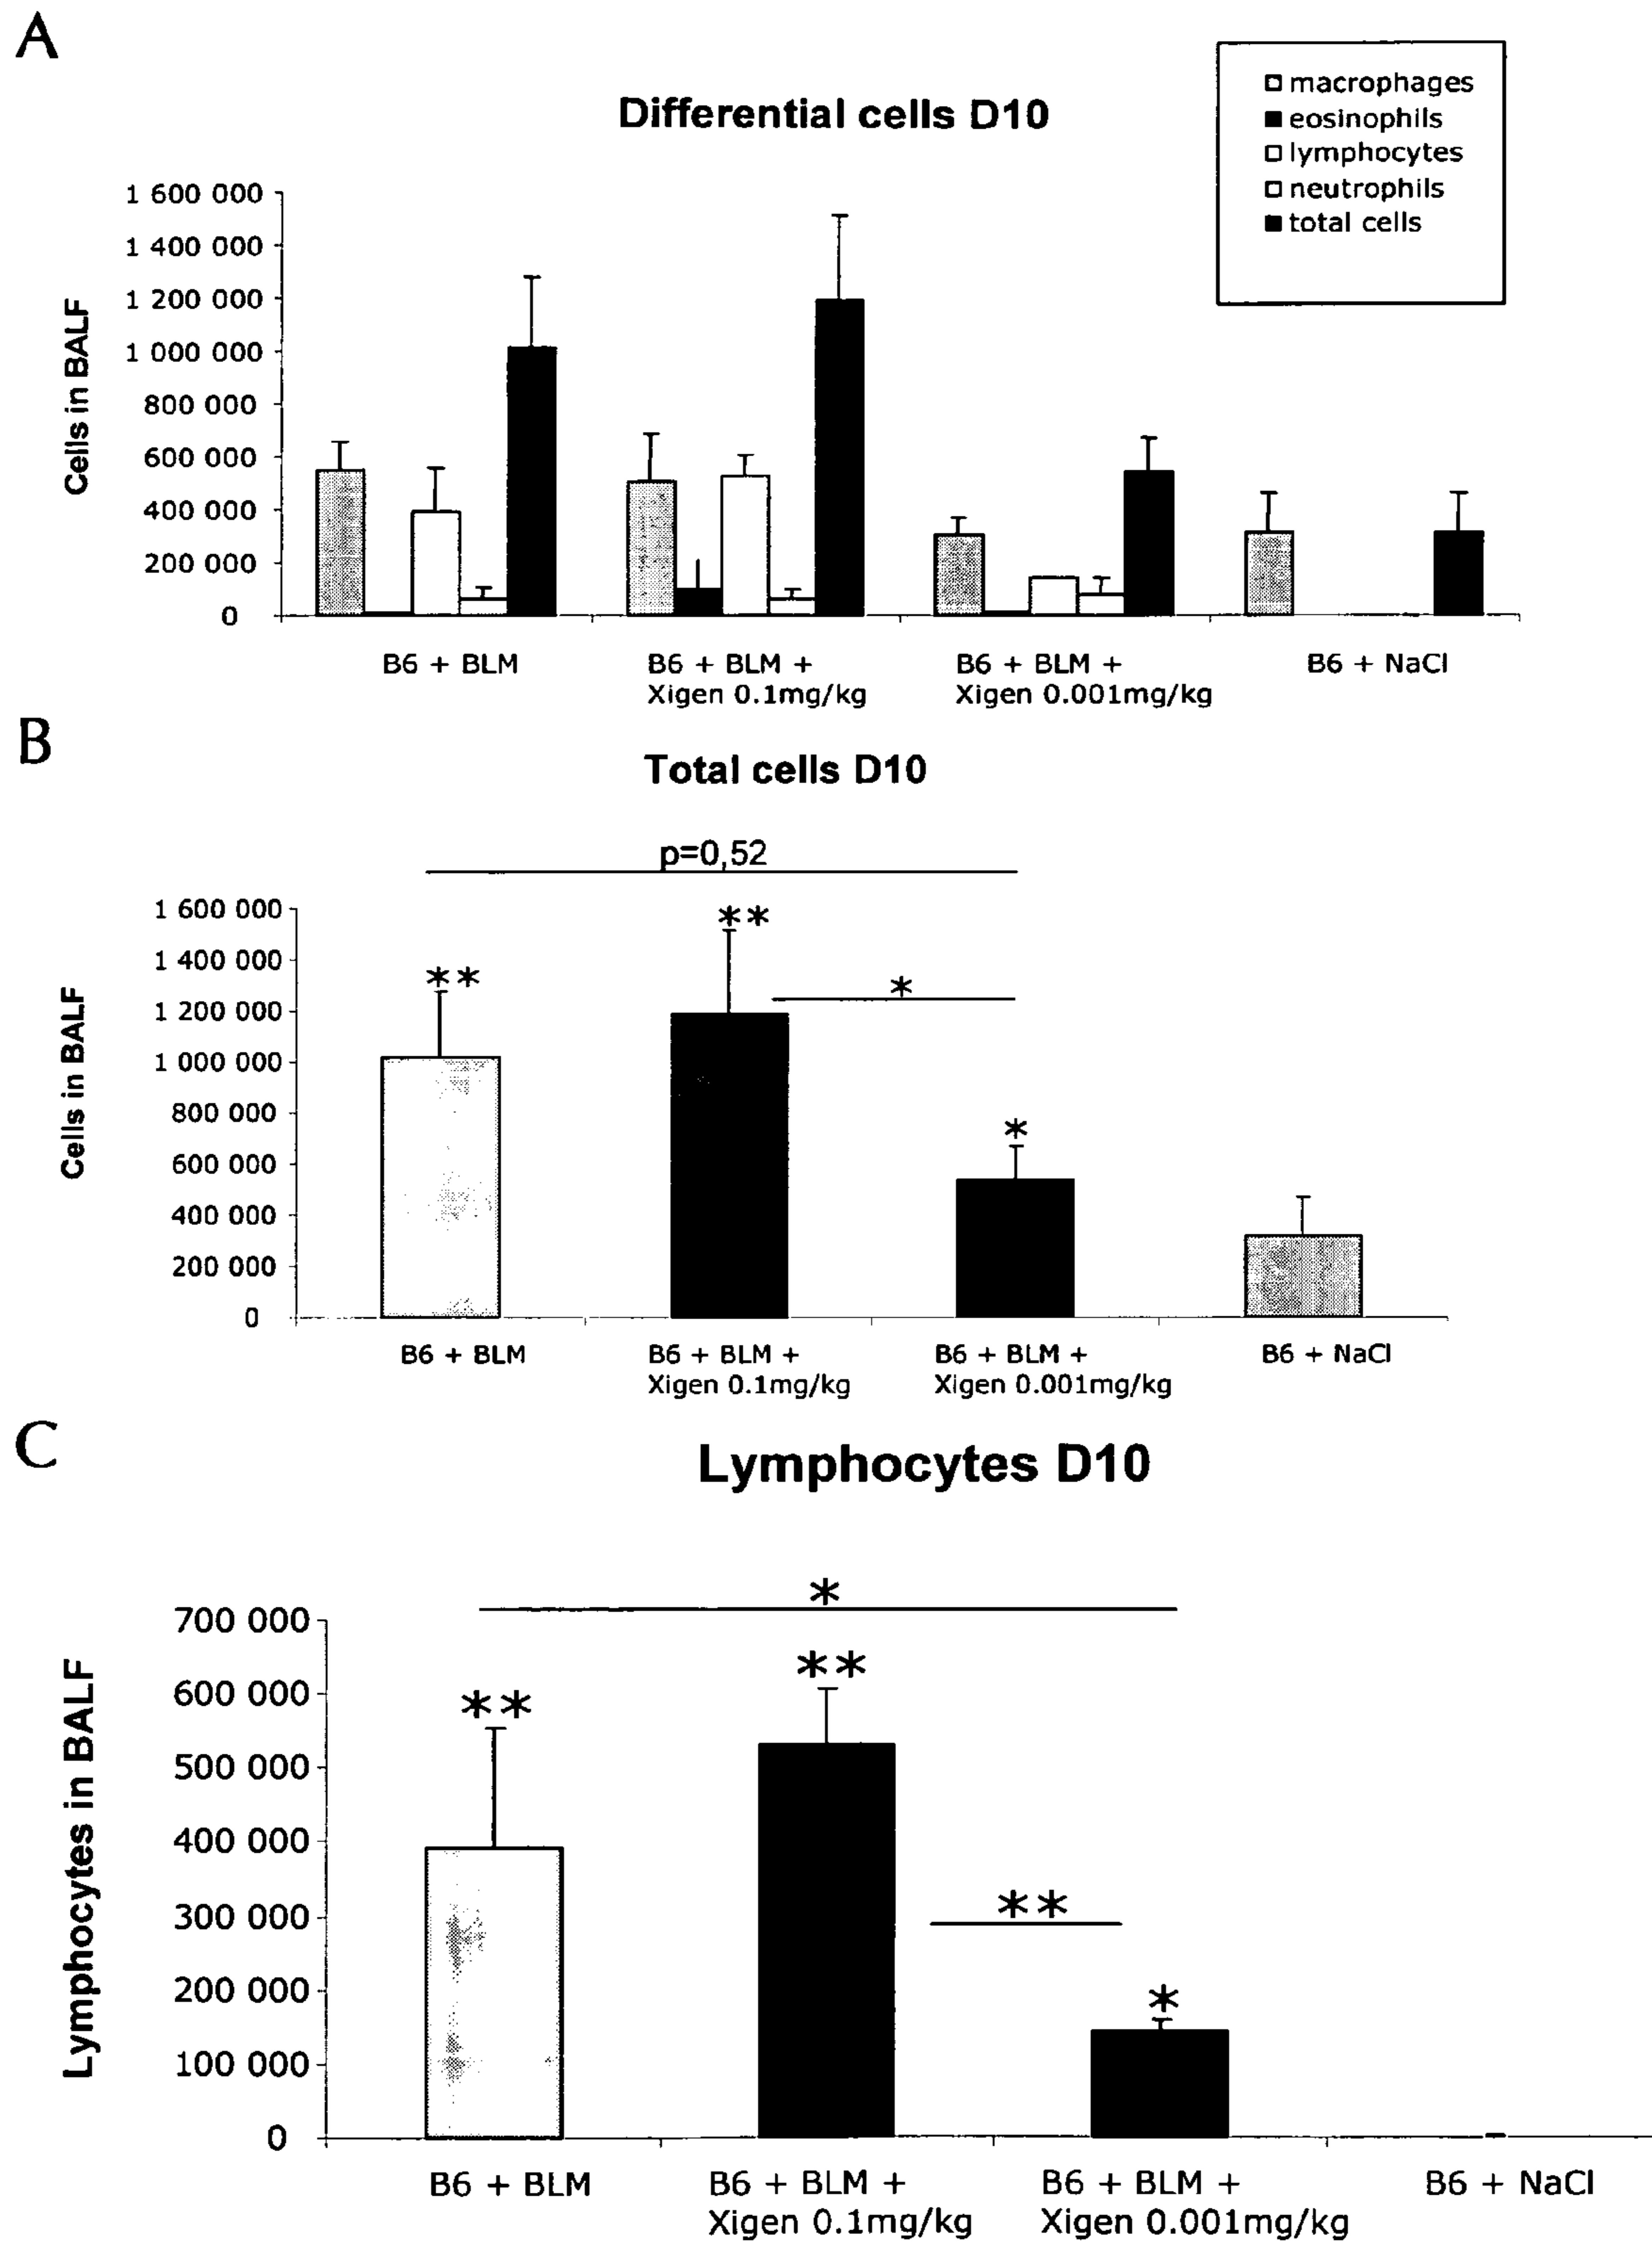 A
Differential cells D10
macrophages
eosinophils
lymphocytes
neutrophils
total cells
Cells in BALF
1 600 000
1 400 000
1 200 000
1 000 000
800 000
600 000
400 000
200 000
0
B6 + BLM
B6 + BLM +
Xigen 0.1mg/kg
B6 + BLM +
Xigen 0.001mg/kg
B6 + NaCl
B
Total cells D10
p=0,52
Cells in BALF
1 600 000
1 400 000
1 200 000
1 000 000
800 000
600 000
400 000
200 000
0
**
**
*
*
B6 + BLM
B6 + BLM +
Xigen 0.1mg/kg
B6 + BLM +
Xigen 0.001mg/kg
B6 + NaCl
C
Lymphocytes D10
Lymphocytes in BALF
*
700 000
600 000
500 000
400 000
300 000
200 000
100 000
0
**
**
**
*
B6 + BLM
B6 + BLM +
Xigen 0.1mg/kg
B6 + BLM +
Xigen 0.001mg/kg
B6 + NaCl